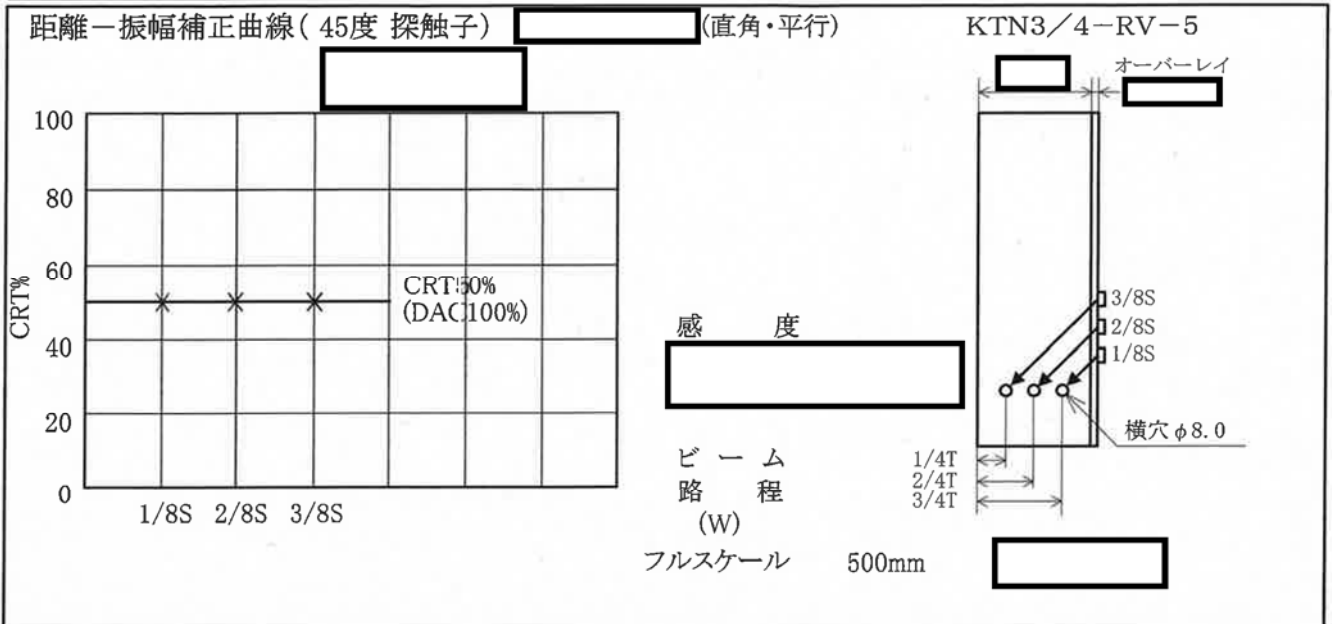 距離－振幅補正曲線( 45度 探触子) (直角・平行)
KTN3／4－RV－5
オーバーレイ
100
80
60
40
20
0
CRT%
CRT50%
(DAC100%)
1/8S 2/8S 3/8S
感 度
ビ ー ム
路 程
(W)
フルスケール 500mm
3/8S
2/8S
1/8S
横穴φ8.0
1/4T
2/4T
3/4T